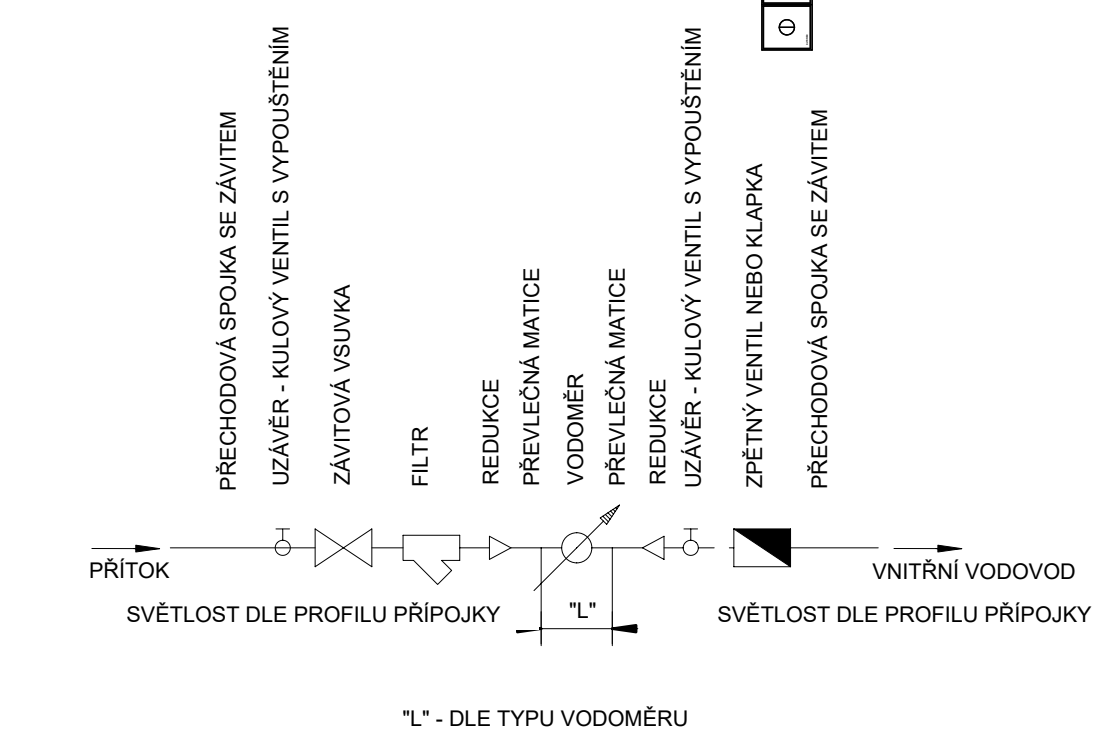 PŘECHODOVÁ SPOJKA SE ZÁVITEM
UZÁVĚR - KULOVÝ VENTIL S VYPOUŠTĚNÍM
ZÁVITOVÁ VSUVKA
FILTR
REDUKCE
PŘEVLEČNÁ MATICE
VODOMĚR
PŘEVLEČNÁ MATICE
REDUKCE
UZÁVĚR - KULOVÝ VENTIL S VYPOUŠTĚNÍM
ZPĚTNÝ VENTIL NEBO KLAPKA
PŘECHODOVÁ SPOJKA SE ZÁVITEM
PŘÍTOK
VNITŘNÍ VODOVOD
SVĚTLOST DLE PROFILU PŘÍPOJKY
"L"
SVĚTLOST DLE PROFILU PŘÍPOJKY
"L" - DLE TYPU VODOMĚRU